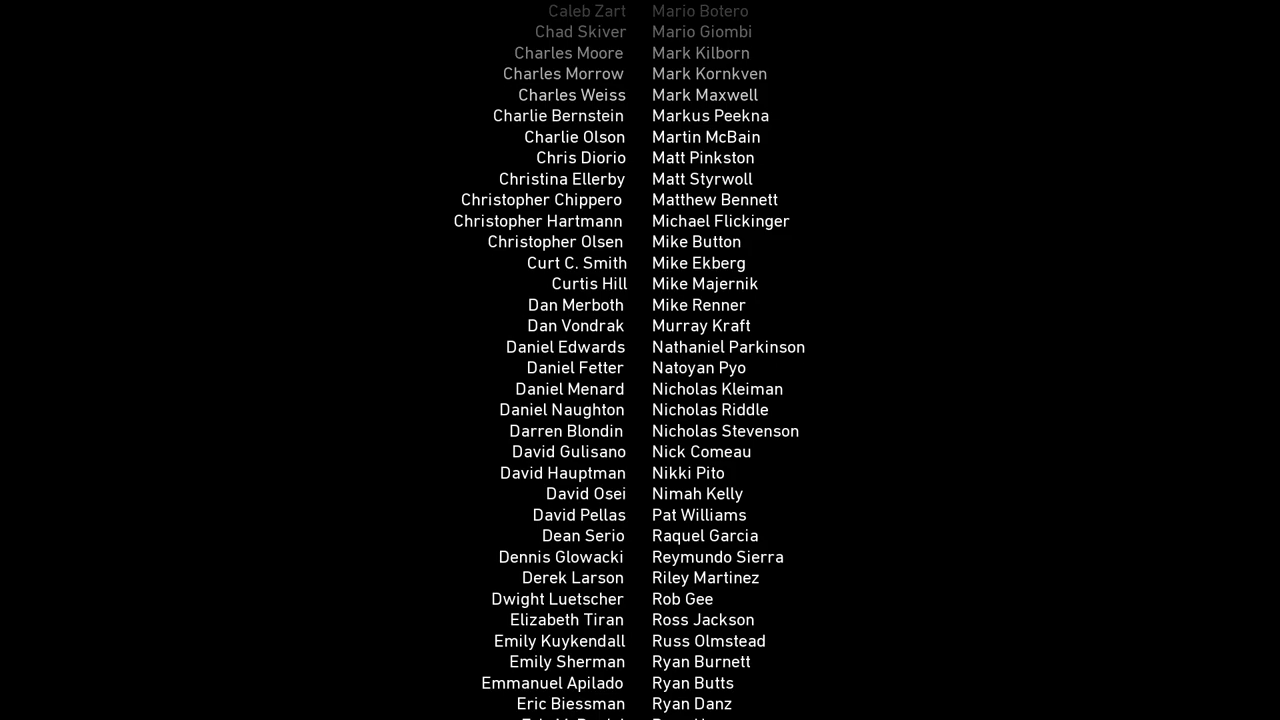 Caleb Zart Mario Botero
Chad Skiver Mario Giombi
Charles Moore Mark Kilborn
Charles Morrow Mark Kornkven
Charles Weiss Mark Maxwell
Charlie Bernstein Markus Peekna
Charlie Olson Martin McBain
Chris Diorio Matt Pinkston
Christina Ellerby Matt Styrwoll
Christopher Chippero Matthew Bennett
Christopher Hartmann Michael Flickinger
Christopher Olsen Mike Button
Curt C. Smith Mike Ekberg
Curtis Hill Mike Majernik
Dan Merboth Mike Renner
Dan Vondrak Murray Kraft
Daniel Edwards Nathaniel Parkinson
Daniel Fetter Natoyan Pyo
Daniel Menard Nicholas Kleiman
Daniel Naughton Nicholas Riddle
Darren Blondin Nicholas Stevenson
David Gulisano Nick Comeau
David Hauptman Nikki Pito
David Osei Nimah Kelly
David Pellas Pat Williams
Dean Serio Raquel Garcia
Dennis Glowacki Reymundo Sierra
Derek Larson Riley Martinez
Dwight Luetscher Rob Gee
Elizabeth Tiran Ross Jackson
Emily Kuykendall Russ Olmstead
Emily Sherman Ryan Burnett
Emmanuel Apilado Ryan Butts
Eric Biessman Ryan Danz